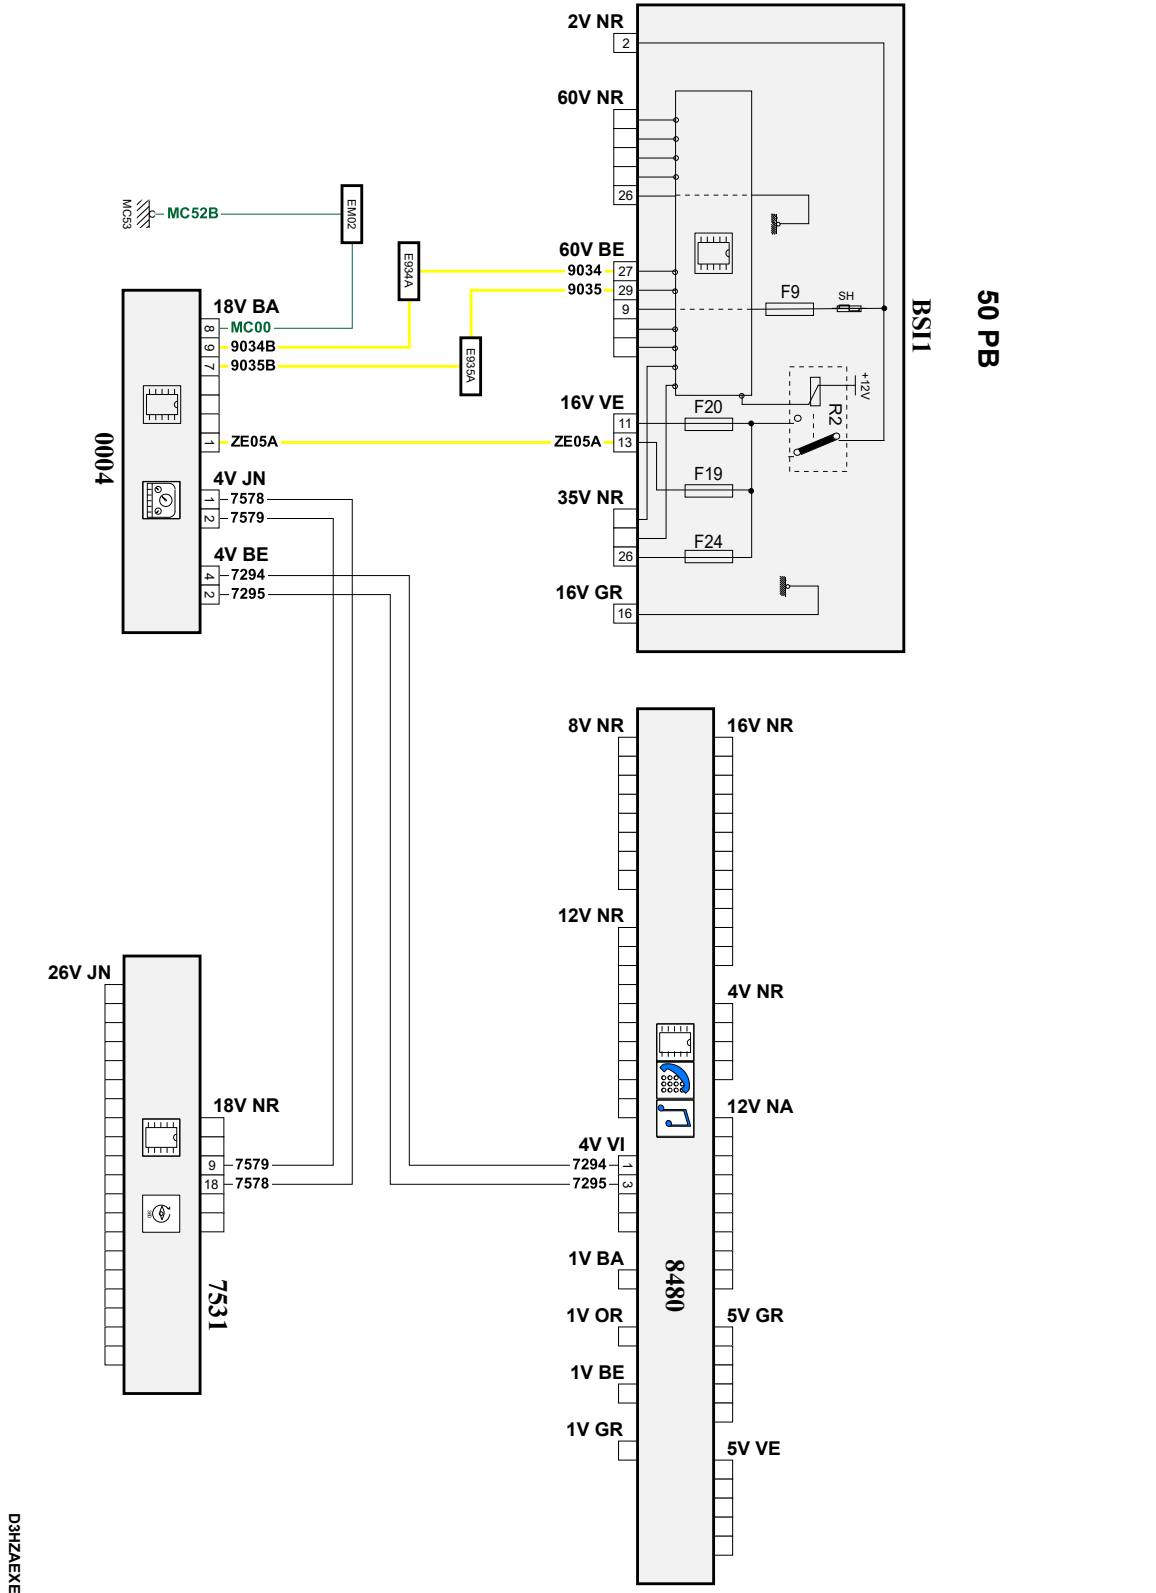 50 PB
BSI1
2V NR
2
60V NR
26
60V BE
9034 27
9035 29
9
F9
SH
+12V
R2
16V VE
11
F20
ZE05A 13
F19
35V NR
F24
26
16V GR
16
MC53
MC52B
EM02
E934A
E935A
0004
18V BA
8 MC00
9 9034B
7 9035B
1 ZE05A
4V JN
1 7578
2 7579
4V BE
4 7294
2 7295
8480
8V NR
16V NR
12V NR
4V NR
12V NA
4V VI
7294 1
7295 3
1V BA
1V OR
5V GR
1V BE
1V GR
5V VE
7531
26V JN
18V NR
9 7579
18 7578
D3HZAEXE